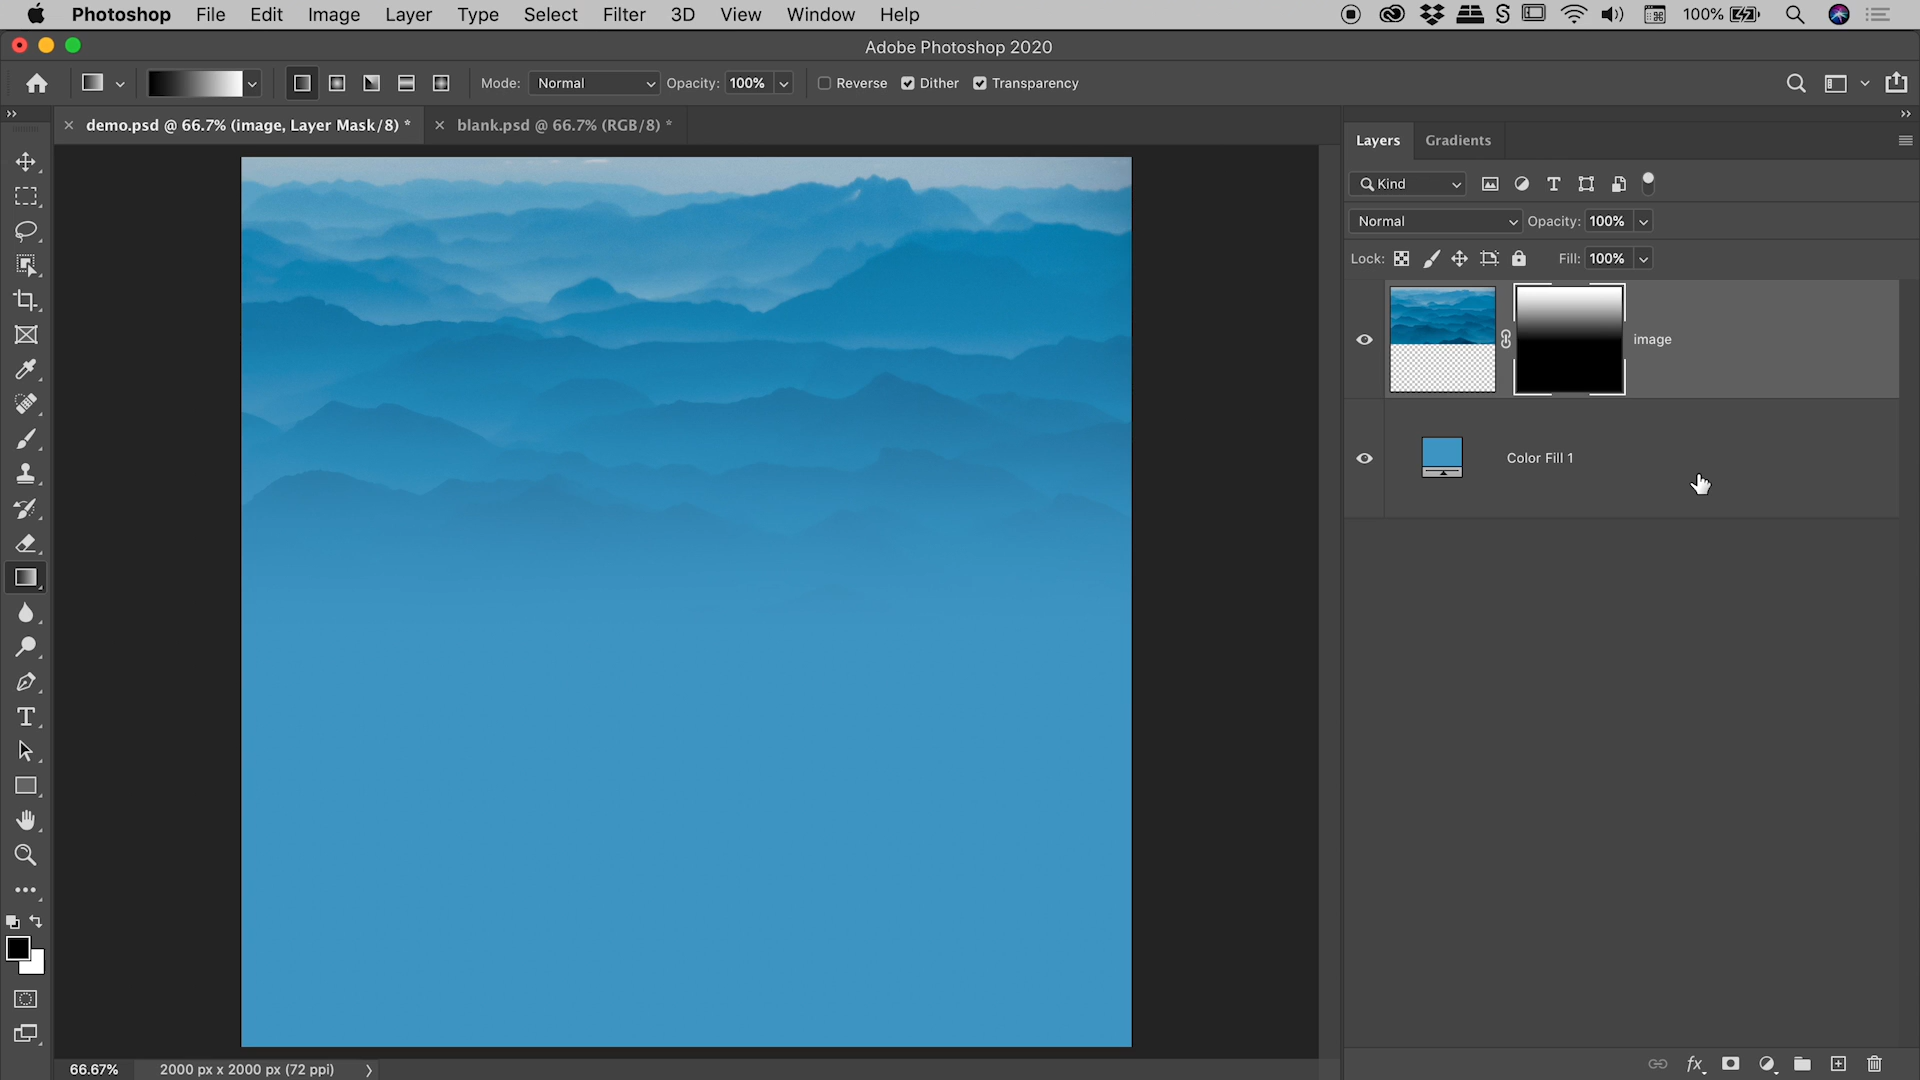 Photoshop File Edit Image Layer Type Select Filter 3D View Window Help 100%
Adobe Photoshop 2020
Mode: Normal Opacity: 100% Reverse Dither Transparency
demo.psd @ 66.7% (image, Layer Mask/8) * blank.psd @ 66.7% (RGB/8) *
Layers Gradients
Kind
Normal Opacity: 100%
Lock: Fill: 100%
image
Color Fill 1
66.67% 2000 px x 2000 px (72 ppi)